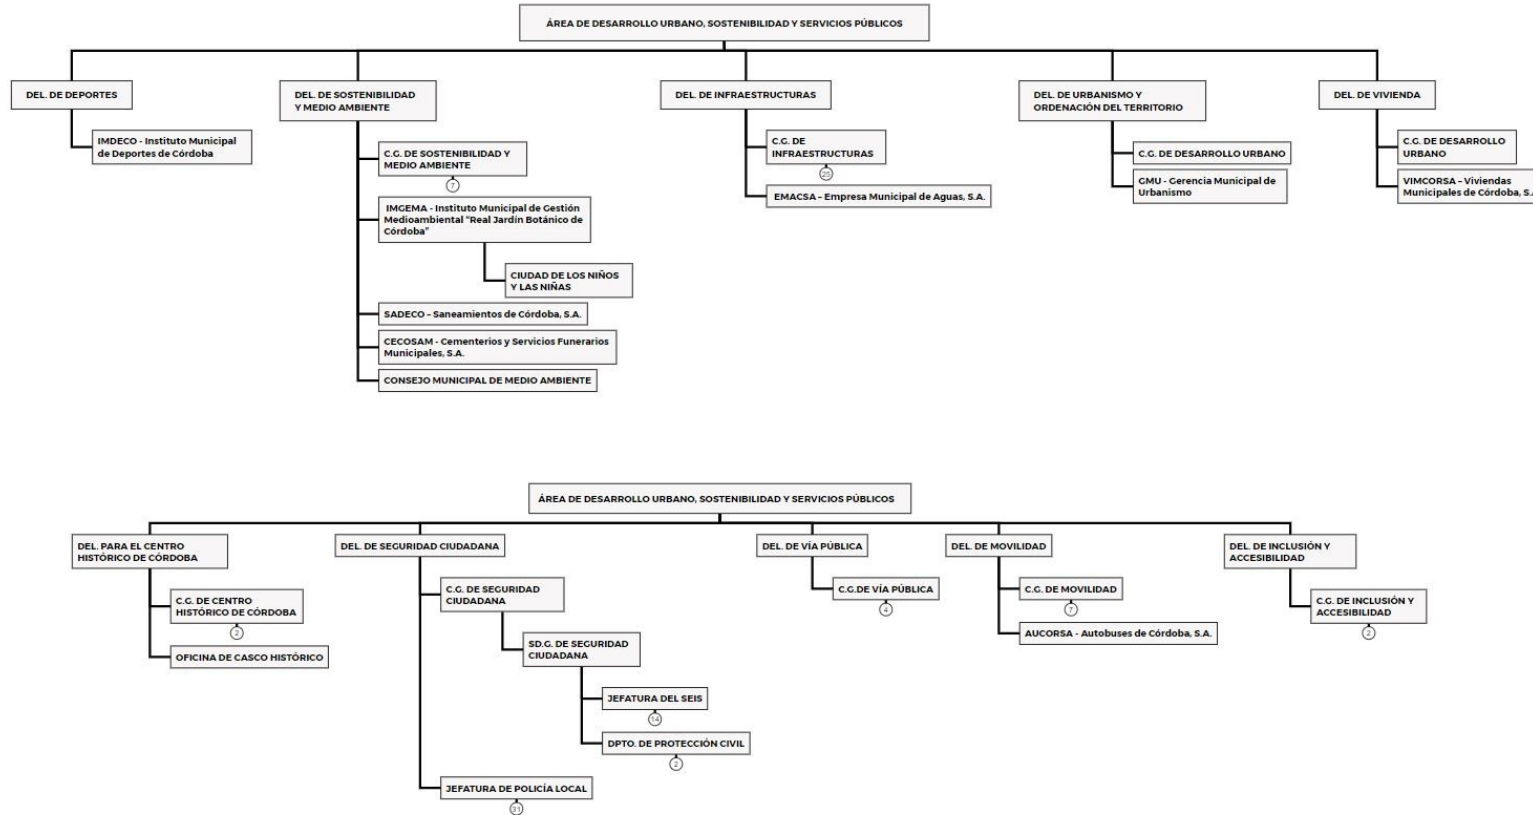 ÁREA DE DESARROLLO URBANO, SOSTENIBILIDAD Y SERVICIOS PÚBLICOS
DEL. DE DEPORTES
IMDECO - Instituto Municipal
de Deportes de Córdoba
DEL. DE SOSTENIBILIDAD
Y MEDIO AMBIENTE
C.G. DE SOSTENIBILIDAD Y
MEDIO AMBIENTE
7
IMGEMA - Instituto Municipal de Gestión
Medioambiental “Real Jardín Botánico de
Córdoba”
CIUDAD DE LOS NIÑOS
Y LAS NIÑAS
SADECO – Saneamientos de Córdoba, S.A.
CECOSAM - Cementerios y Servicios Funerarios
Municipales, S.A.
CONSEJO MUNICIPAL DE MEDIO AMBIENTE
DEL. DE INFRAESTRUCTURAS
C.G. DE
INFRAESTRUCTURAS
25
EMACSA – Empresa Municipal de Aguas, S.A.
DEL. DE URBANISMO Y
ORDENACIÓN DEL TERRITORIO
C.G. DE DESARROLLO URBANO
GMU - Gerencia Municipal de
Urbanismo
DEL. DE VIVIENDA
C.G. DE DESARROLLO
URBANO
VIMCORSA – Viviendas
Municipales de Córdoba, S.A
ÁREA DE DESARROLLO URBANO, SOSTENIBILIDAD Y SERVICIOS PÚBLICOS
DEL. PARA EL CENTRO
HISTÓRICO DE CÓRDOBA
C.G. DE CENTRO
HISTÓRICO DE CÓRDOBA
2
OFICINA DE CASCO HISTÓRICO
DEL. DE SEGURIDAD CIUDADANA
C.G. DE SEGURIDAD
CIUDADANA
SD.G. DE SEGURIDAD
CIUDADANA
JEFATURA DEL SEIS
14
DPTO. DE PROTECCIÓN CIVIL
2
JEFATURA DE POLICÍA LOCAL
31
DEL. DE VÍA PÚBLICA
C.G.DE VÍA PÚBLICA
4
DEL. DE MOVILIDAD
C.G. DE MOVILIDAD
7
AUCORSA - Autobuses de Córdoba, S.A.
DEL. DE INCLUSIÓN Y
ACCESIBILIDAD
C.G. DE INCLUSIÓN Y
ACCESIBILIDAD
2